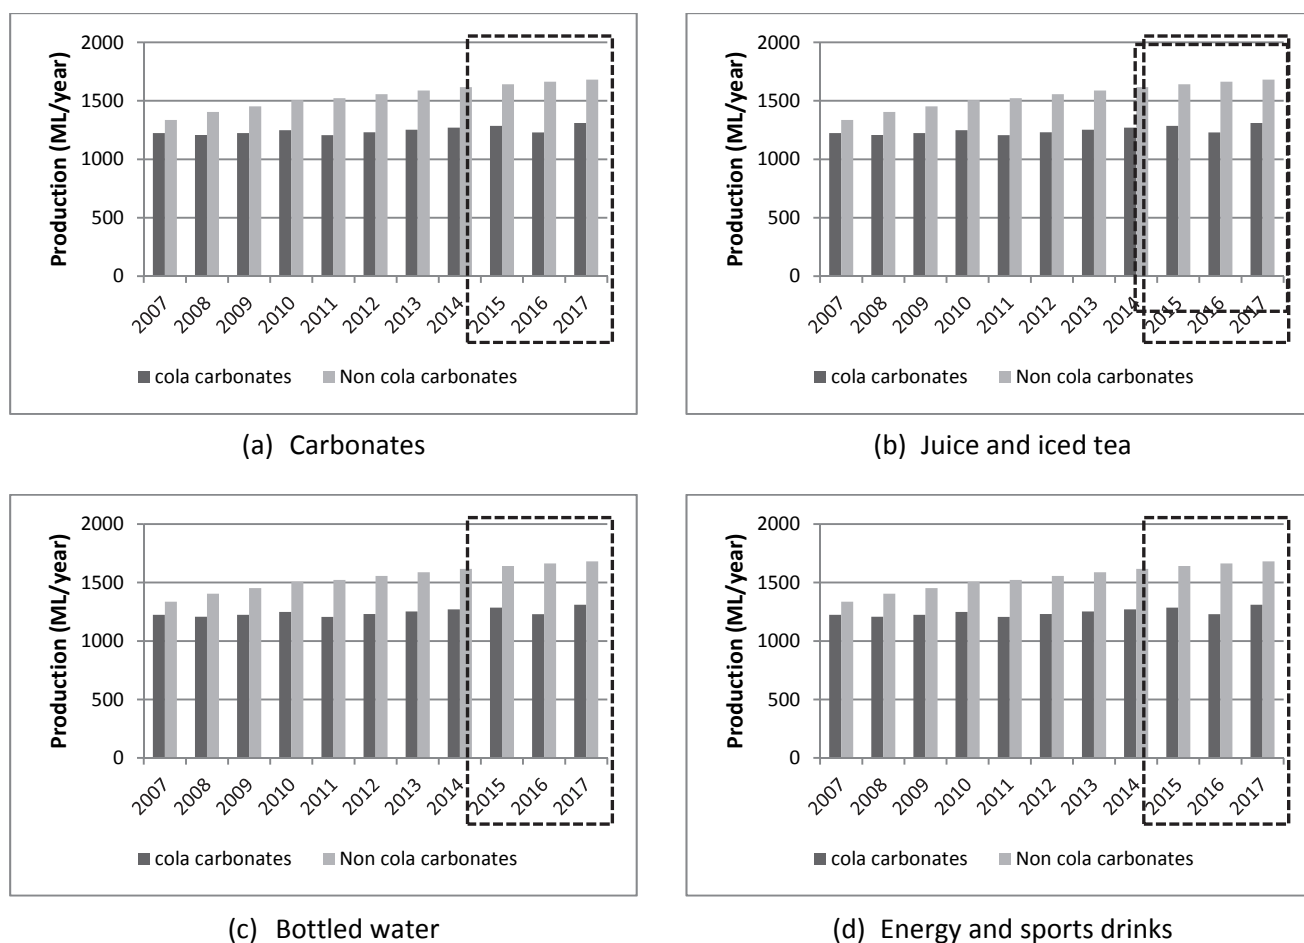 2000
1500
1000
500
0
Production (ML/year)
2007 2008 2009 2010 2011 2012 2013 2014 2015 2016 2017
cola carbonates Non cola carbonates
(a) Carbonates
2000
1500
1000
500
0
Production (ML/year)
2007 2008 2009 2010 2011 2012 2013 2014 2015 2016 2017
cola carbonates Non cola carbonates
(b) Juice and iced tea
2000
1500
1000
500
0
Production (ML/year)
2007 2008 2009 2010 2011 2012 2013 2014 2015 2016 2017
cola carbonates Non cola carbonates
(c) Bottled water
2000
1500
1000
500
0
Production (ML/year)
2007 2008 2009 2010 2011 2012 2013 2014 2015 2016 2017
cola carbonates Non cola carbonates
(d) Energy and sports drinks